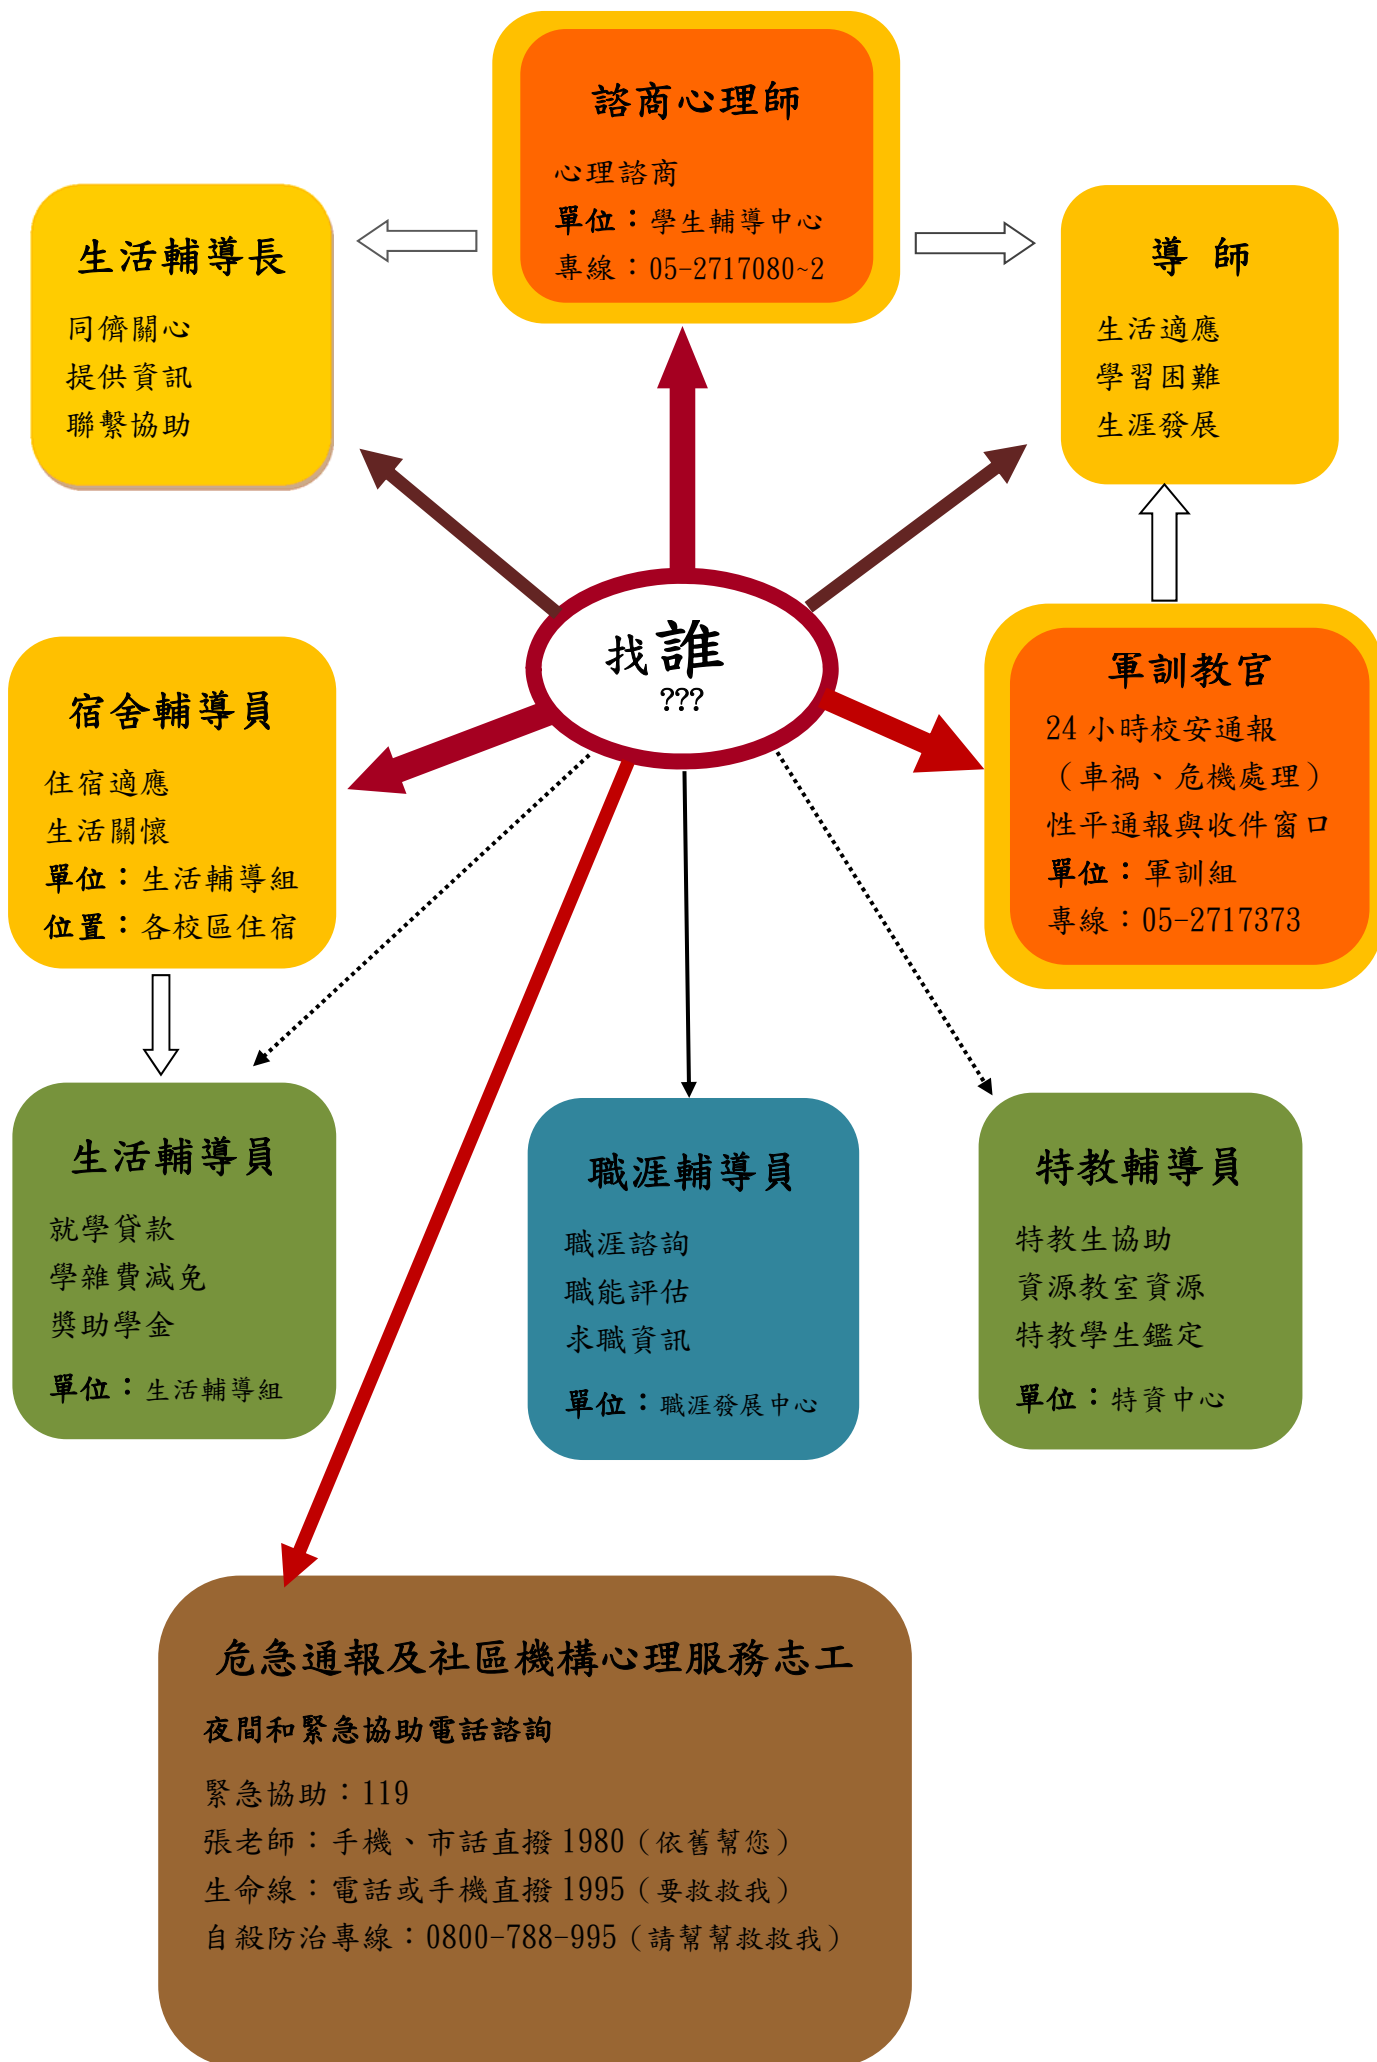 諮商心理師
心理諮商
單位：學生輔導中心
專線：05-2717080~2
生活輔導長
同儕關心
提供資訊
聯繫協助
導 師
生活適應
學習困難
生涯發展
找誰
???
宿舍輔導員
住宿適應
生活關懷
單位：生活輔導組
位置：各校區住宿
軍訓教官
24 小時校安通報
（車禍、危機處理）
性平通報與收件窗口
單位：軍訓組
專線：05-2717373
生活輔導員
就學貸款
學雜費減免
獎助學金
單位：生活輔導組
職涯輔導員
職涯諮詢
職能評估
求職資訊
單位：職涯發展中心
特教輔導員
特教生協助
資源教室資源
特教學生鑑定
單位：特資中心
危急通報及社區機構心理服務志工
夜間和緊急協助電話諮詢
緊急協助：119
張老師：手機、市話直撥 1980（依舊幫您）
生命線：電話或手機直撥 1995（要救救我）
自殺防治專線：0800-788-995（請幫幫救救我）